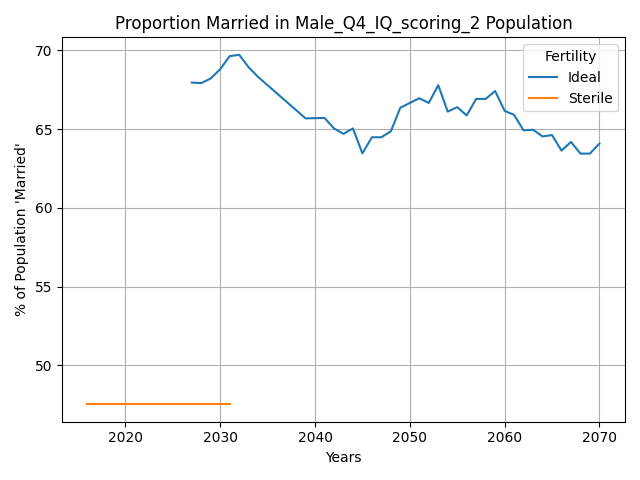 Proportion Married in Male_Q4_IQ_scoring_2 Population
70
65
60
55
50
% of Population 'Married'
Fertility
Ideal
Sterile
2020 2030 2040 2050 2060 2070
Years